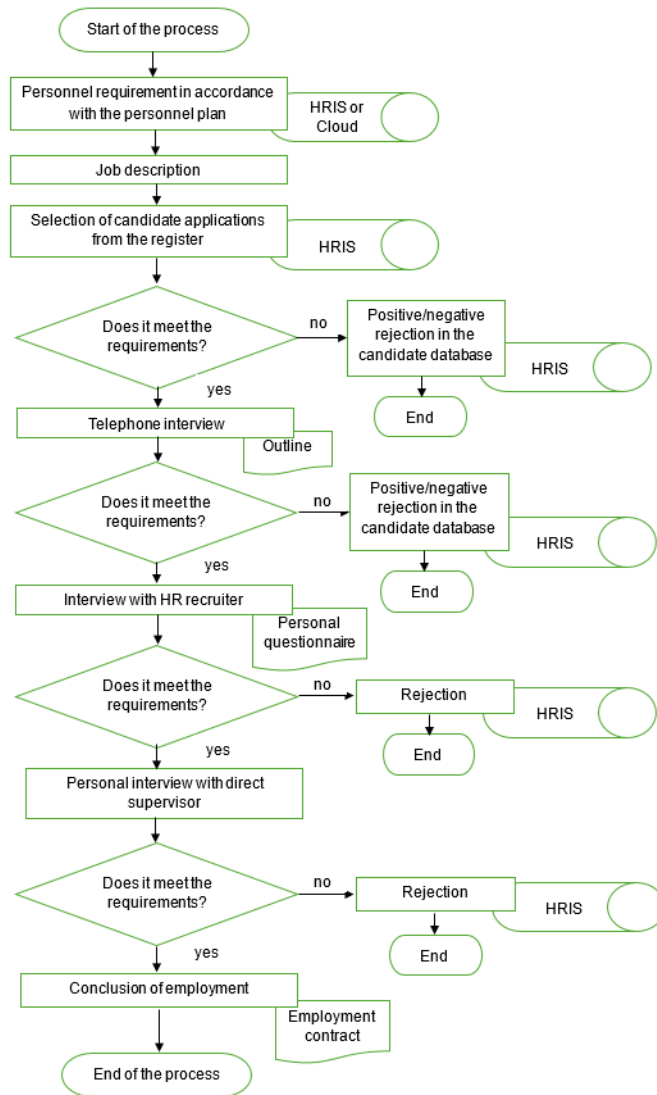 Start of the process
Personnel requirement in accordance
with the personnel plan
HRIS or
Cloud
Job description
Selection of candidate applications
from the register
HRIS
Does it meet the
requirements?
no
Positive/negative
rejection in the
candidate database
HRIS
End
yes
Telephone interview
Outline
Does it meet the
requirements?
no
Positive/negative
rejection in the
candidate database
HRIS
End
yes
Interview with HR recruiter
Personal
questionnaire
Does it meet the
requirements?
no
Rejection
HRIS
End
yes
Personal interview with direct
supervisor
Does it meet the
requirements?
no
Rejection
HRIS
End
yes
Conclusion of employment
Employment
contract
End of the process